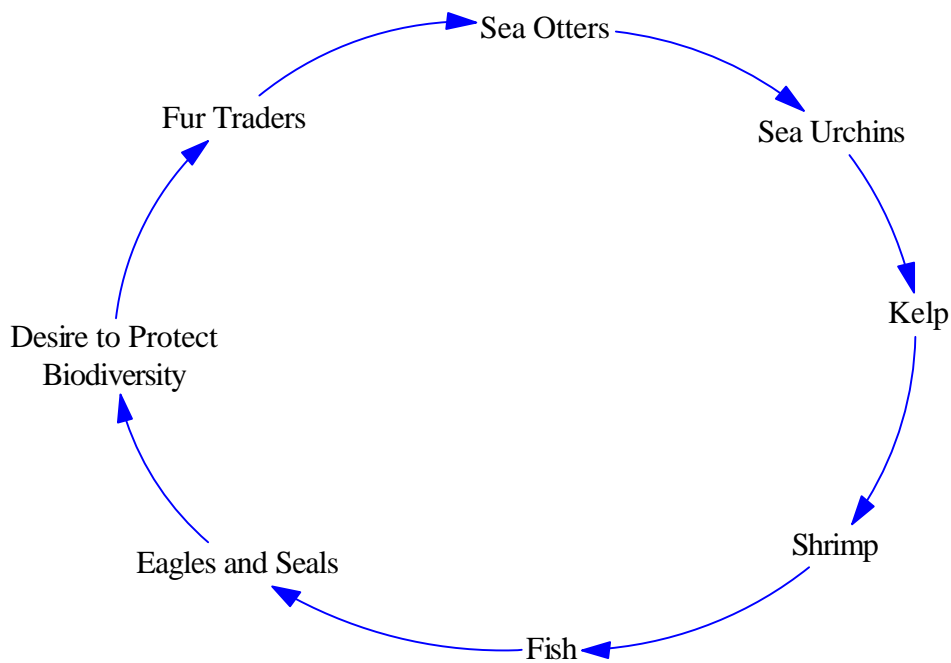 Sea Otters
Fur Traders
Sea Urchins
Kelp
Desire to Protect
Biodiversity
Shrimp
Eagles and Seals
Fish